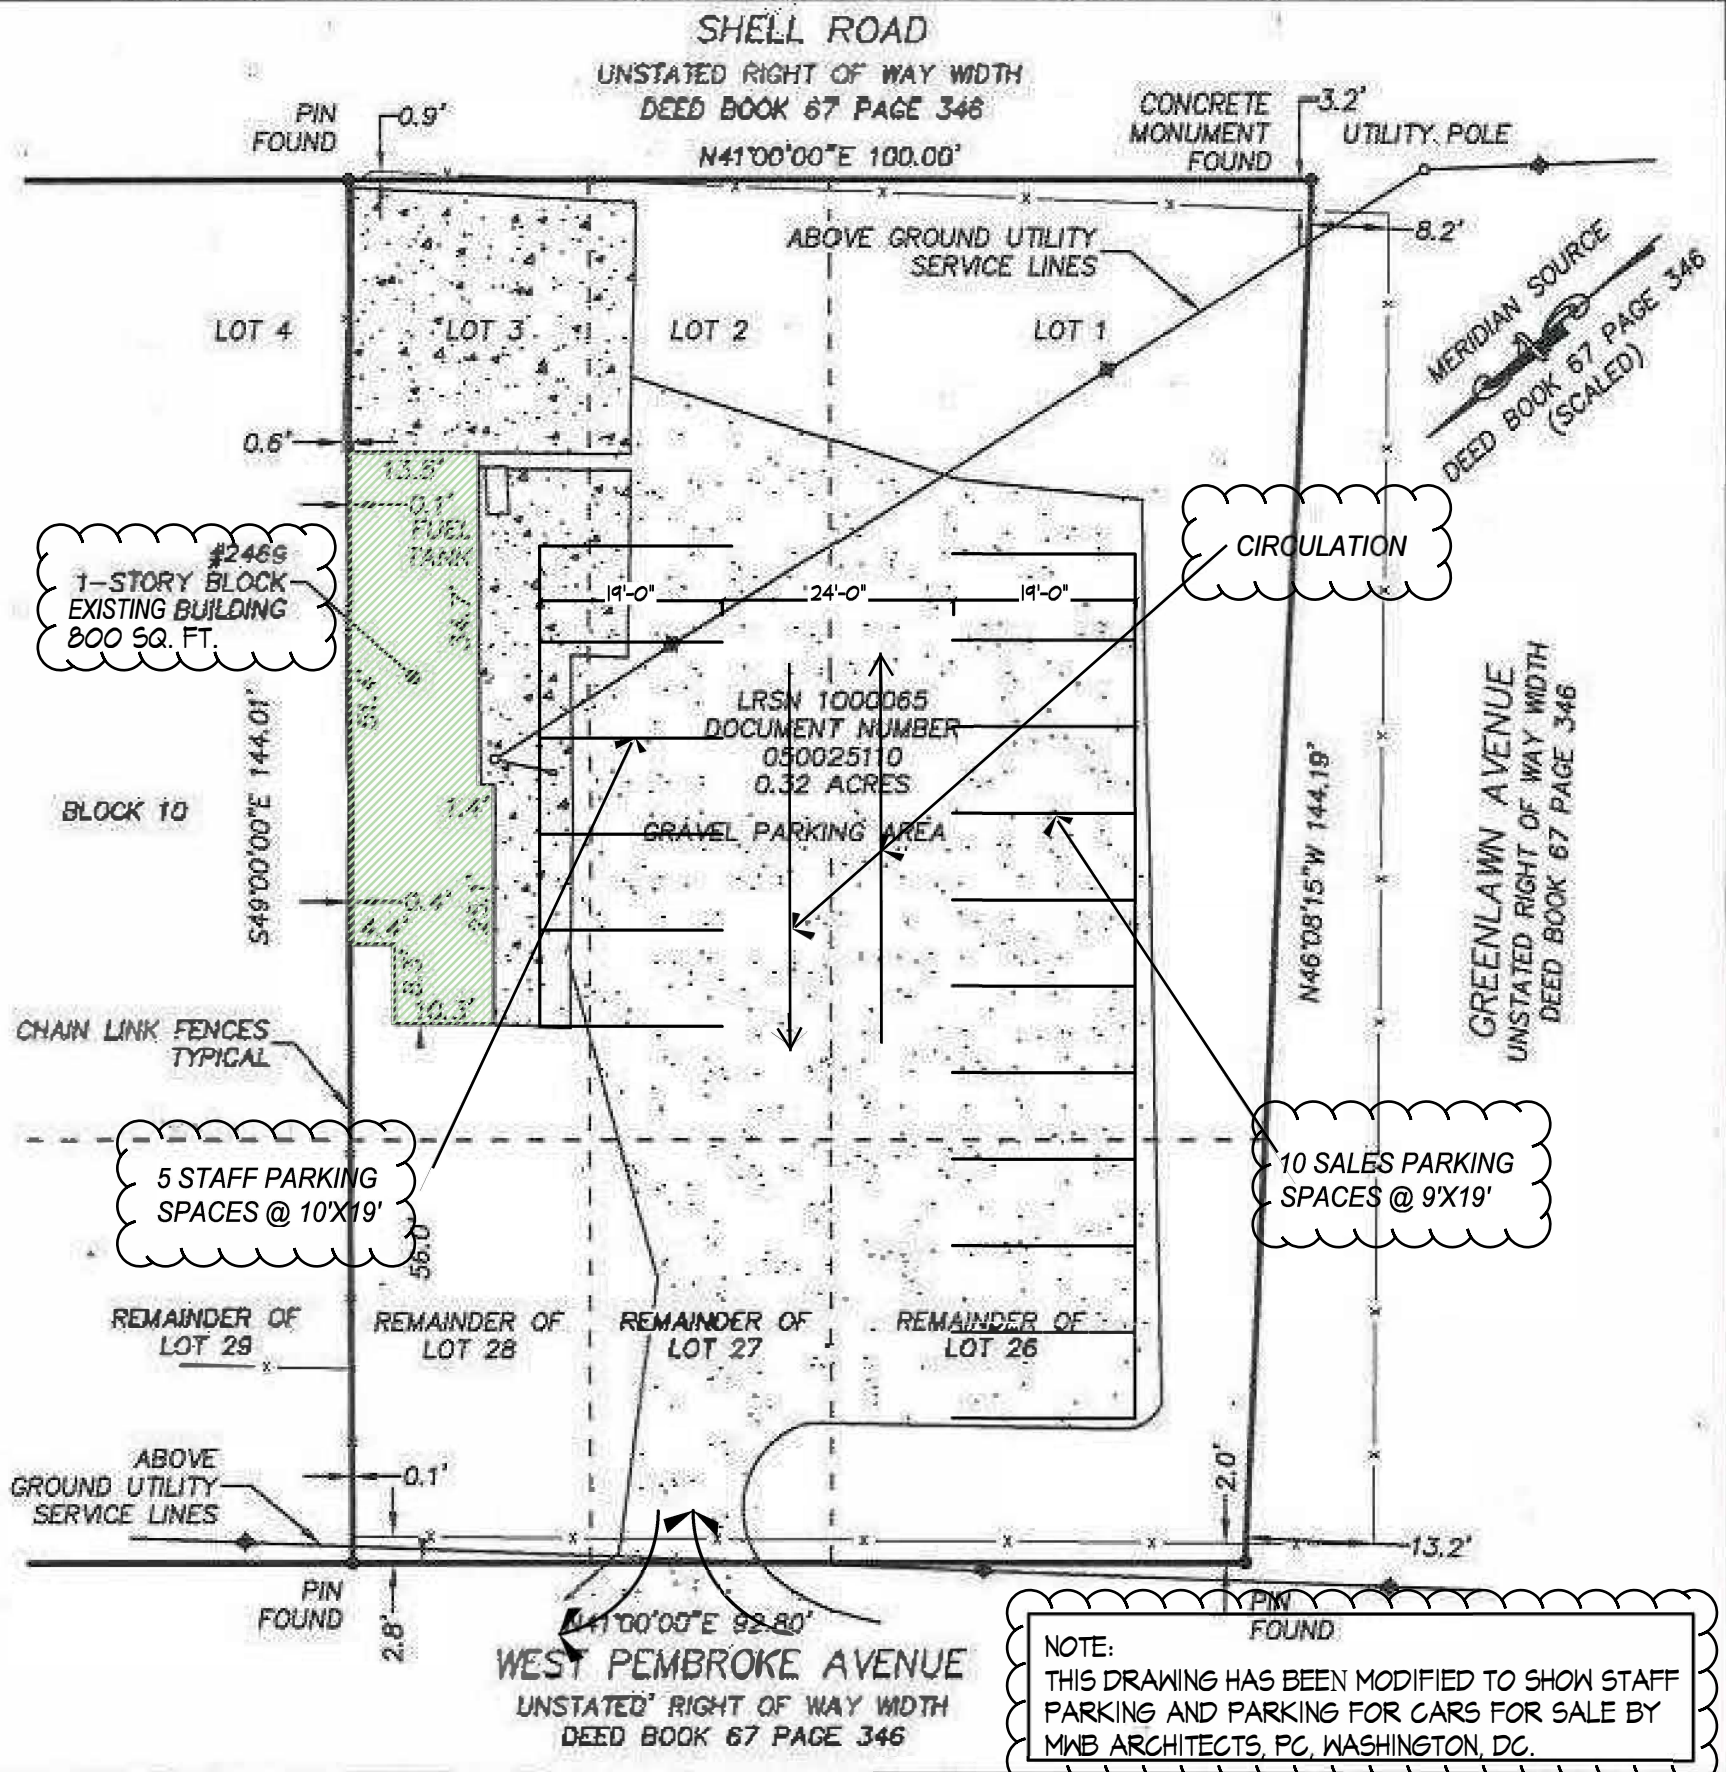 SHELL ROAD
UNSTATED RIGHT OF WAY WIDTH
DEED BOOK 67 PAGE 346
N41°00'00"E 100.00'
PIN
FOUND
0.9'
CONCRETE
MONUMENT
FOUND
3.2'
UTILITY POLE
8.2'
ABOVE GROUND UTILITY
SERVICE LINES
MERIDIAN SOURCE
DEED BOOK 67 PAGE 346
(SCALED)
LOT 4
LOT 3
LOT 2
LOT 1
0.6'
13.5'
0.1'
FUEL
TANK
#2469
1-STORY BLOCK
EXISTING BUILDING
800 SQ. FT.
CIRCULATION
19'-0"
24'-0"
19'-0"
LRSN 1000065
DOCUMENT NUMBER
050025110
0.32 ACRES
GRAVEL PARKING AREA
S49°00'00"E 144.01'
BLOCK 10
1.4'
0.4'
4.4'
8.3'
10.3'
N46°08'15"W 144.19'
GREENLAWN AVENUE
UNSTATED RIGHT OF WAY WIDTH
DEED BOOK 67 PAGE 346
CHAIN LINK FENCES
TYPICAL
5 STAFF PARKING
SPACES @ 10'X19'
56.0'
10 SALES PARKING
SPACES @ 9'X19'
REMAINDER OF
LOT 29
REMAINDER OF
LOT 28
REMAINDER OF
LOT 27
REMAINDER OF
LOT 26
ABOVE
GROUND UTILITY
SERVICE LINES
0.1'
2.0'
13.2'
PIN
FOUND
2.8'
N41°00'00"E 92.80'
WEST PEMBROKE AVENUE
UNSTATED RIGHT OF WAY WIDTH
DEED BOOK 67 PAGE 346
PIN
FOUND
NOTE:
THIS DRAWING HAS BEEN MODIFIED TO SHOW STAFF
PARKING AND PARKING FOR CARS FOR SALE BY
MWB ARCHITECTS, PC, WASHINGTON, DC.